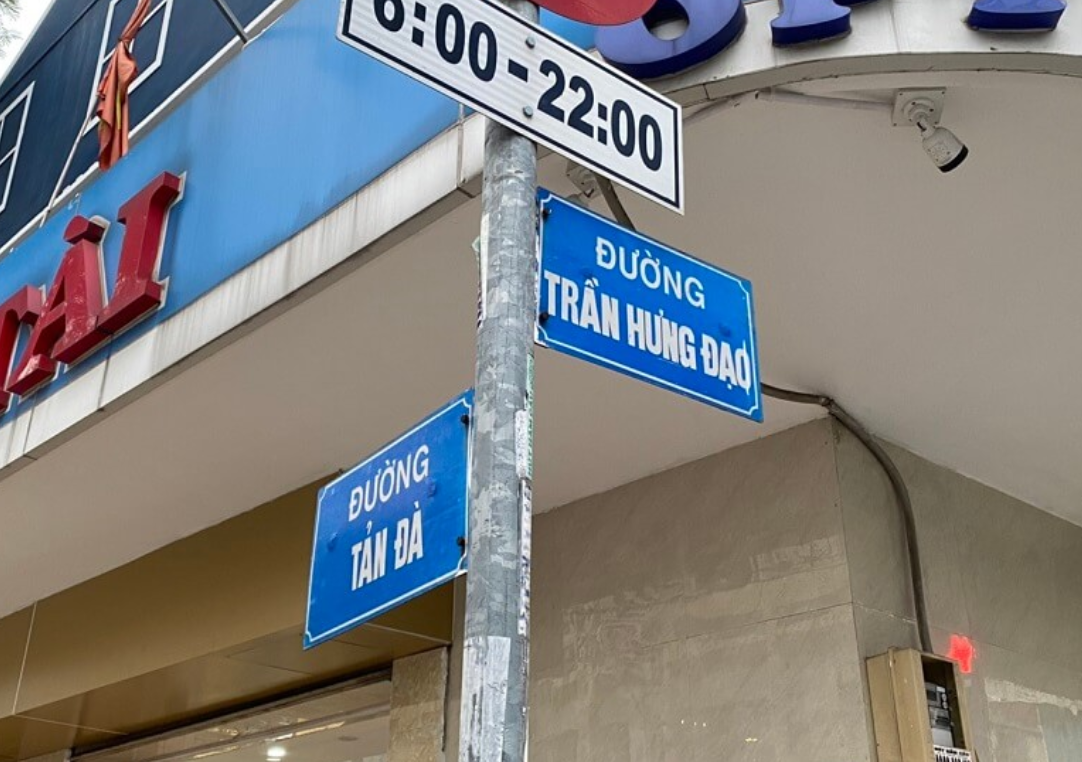 6:00-22:00
ĐƯỜNG
TRẦN HƯNG ĐẠO
ĐƯỜNG
TẢN ĐÀ